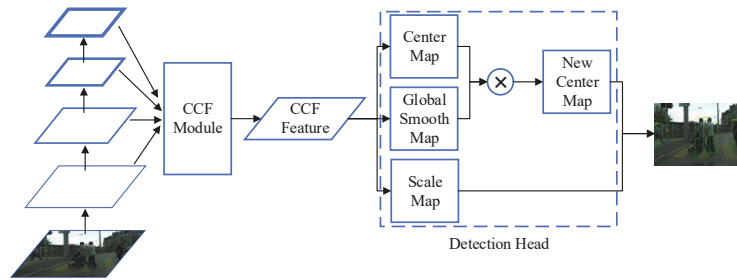 CCF
Module
CCF
Feature
Center
Map
Global
Smooth
Map
Scale
Map
New
Center
Map
Detection Head